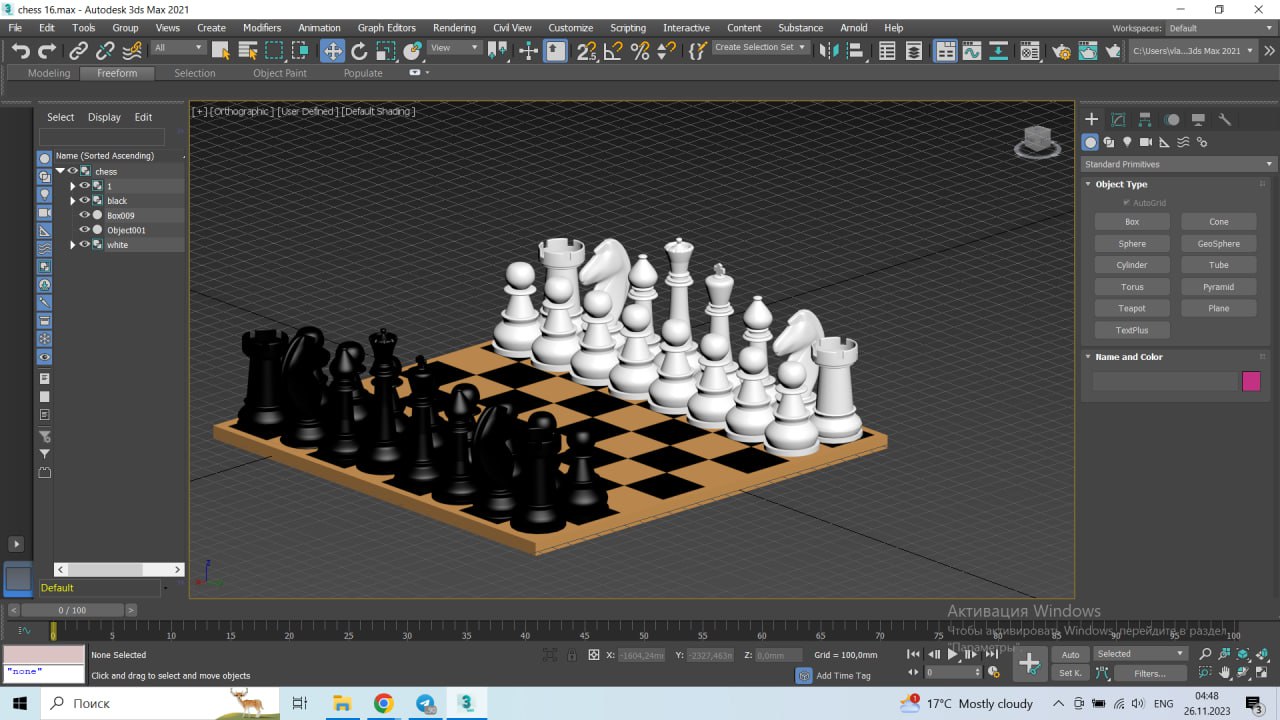 chess 16.max - Autodesk 3ds Max 2021
File Edit Tools Group Views Create Modifiers Animation Graph Editors Rendering Civil View Customize Scripting Interactive Content Substance Arnold Help
Workspaces: Default
All View Create Selection Set C:\Users\vla...3ds Max 2021
Modeling Freeform Selection Object Paint Populate
[+] [Orthographic ] [User Defined ] [Default Shading ]
Select Display Edit
Name (Sorted Ascending)
chess
1
black
Box009
Object001
white
Default
Standard Primitives
Object Type
AutoGrid
Box Cone
Sphere GeoSphere
Cylinder Tube
Torus Pyramid
Teapot Plane
TextPlus
Name and Color
z
0 / 100
0 5 10 15 20 25 30 35 40 45 50 55 60 65 70 75 80 85 90 95 100
Активация Windows
Чтобы активировать Windows, перейдите в раздел
"Параметры".
None Selected
X: -1604,24mi Y: -2327,463m Z: 0,0mm Grid = 100,0mm
Auto Selected
"none"
Click and drag to select and move objects
Add Time Tag
0
Set K. Filters...
Поиск
3
1
17°C Mostly cloudy
ENG
04:48
26.11.2023
3